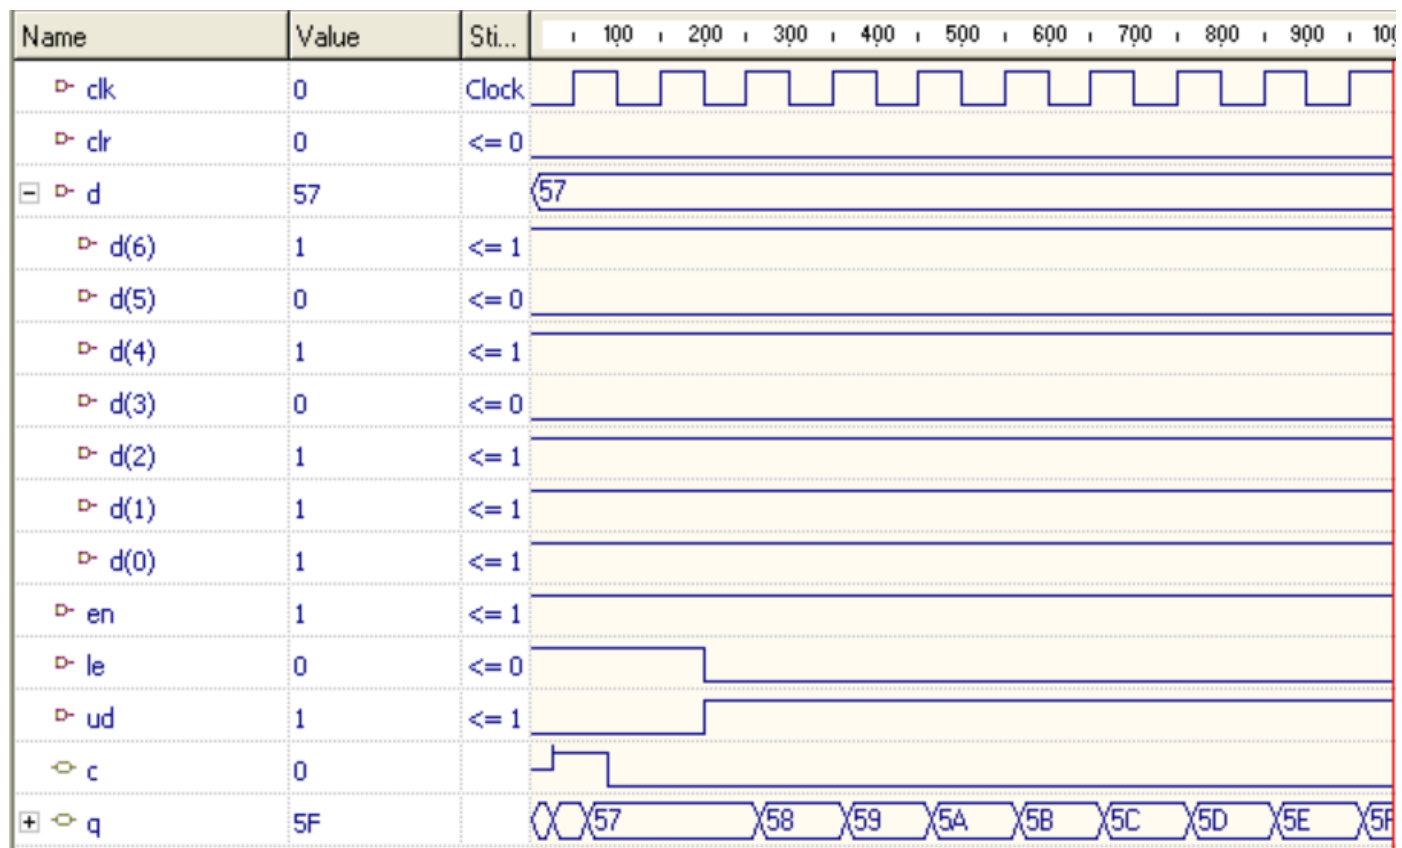 Name Value Sti... 100 200 300 400 500 600 700 800 900 100
clk 0 Clock
clr 0 <= 0
d 57 57
d(6) 1 <= 1
d(5) 0 <= 0
d(4) 1 <= 1
d(3) 0 <= 0
d(2) 1 <= 1
d(1) 1 <= 1
d(0) 1 <= 1
en 1 <= 1
le 0 <= 0
ud 1 <= 1
c 0
q 5F 57 58 59 5A 5B 5C 5D 5E 5F